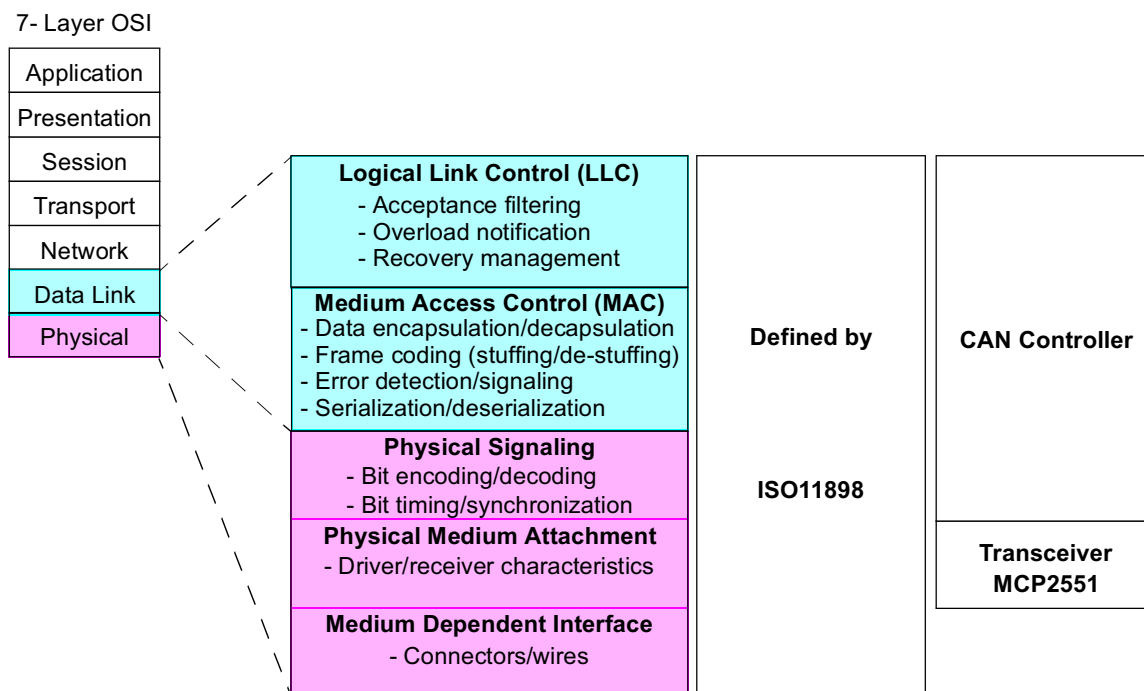 7- Layer OSI
Application
Presentation
Session
Transport
Network
Data Link
Physical
Logical Link Control (LLC)
- Acceptance filtering
- Overload notification
- Recovery management
Medium Access Control (MAC)
- Data encapsulation/decapsulation
- Frame coding (stuffing/de-stuffing)
- Error detection/signaling
- Serialization/deserialization
Physical Signaling
- Bit encoding/decoding
- Bit timing/synchronization
Physical Medium Attachment
- Driver/receiver characteristics
Medium Dependent Interface
- Connectors/wires
Defined by
ISO11898
CAN Controller
Transceiver
MCP2551